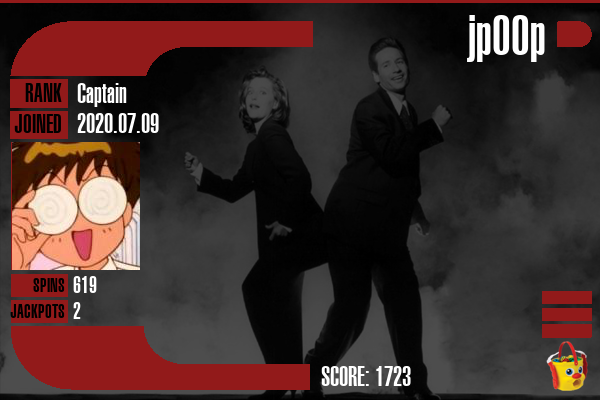 jp00p
RANK Captain
JOINED 2020.07.09
SPINS 619
JACKPOTS 2
SCORE: 1723